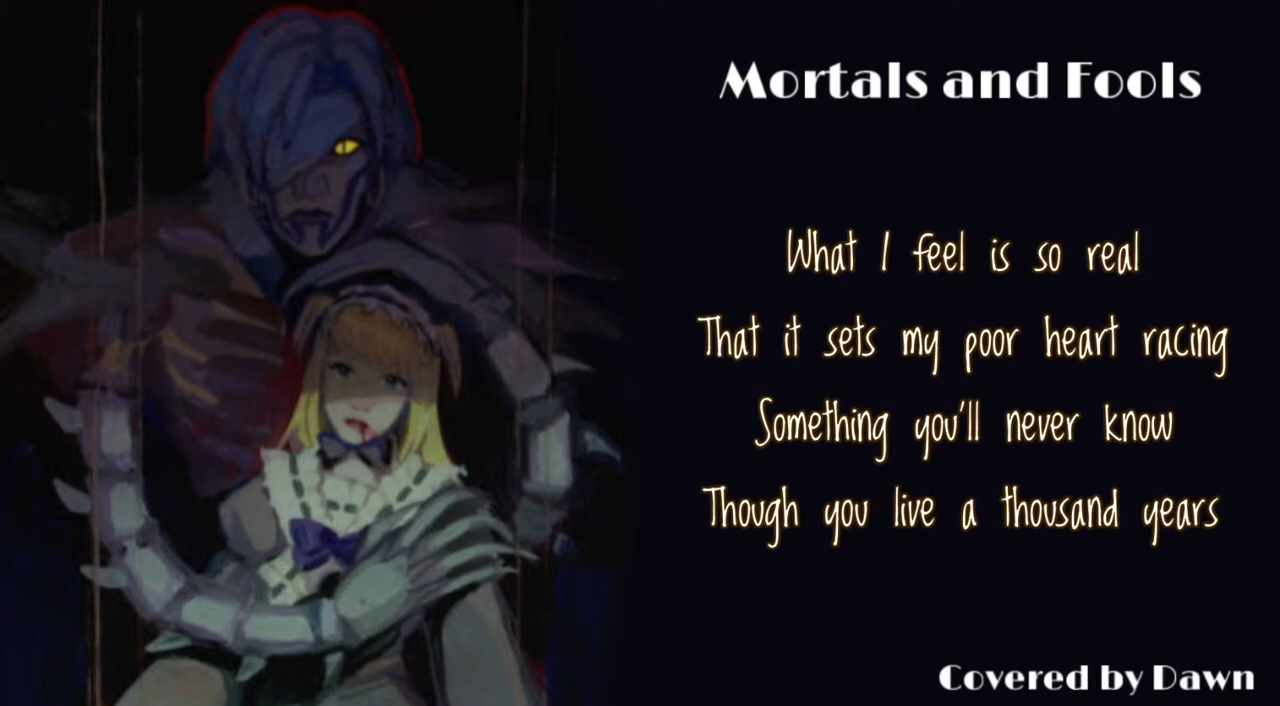 Mortals and Fools
What I feel is so real
That it sets my poor heart racing
Something you'll never know
Though you live a thousand years
Covered by Dawn